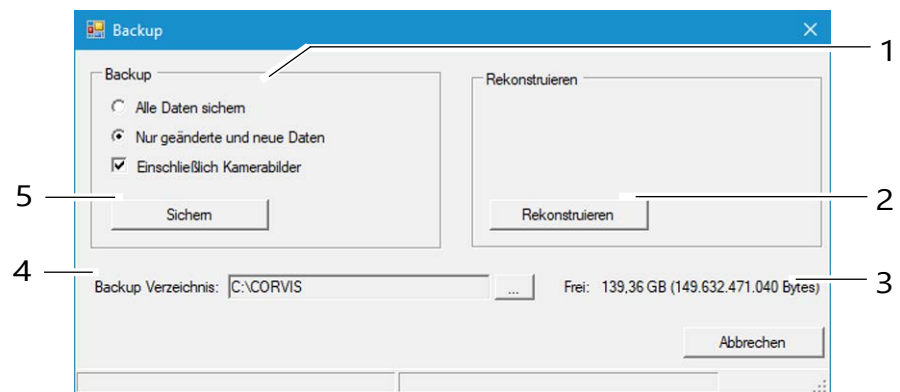 Backup
1
Backup
Rekonstruieren
Alle Daten sichern
Nur geänderte und neue Daten
Einschließlich Kamerabilder
5
Sichern
Rekonstruieren
2
4
Backup Verzeichnis: C:\CORVIS ... Frei: 139,36 GB (149.632.471.040 Bytes)
3
Abbrechen